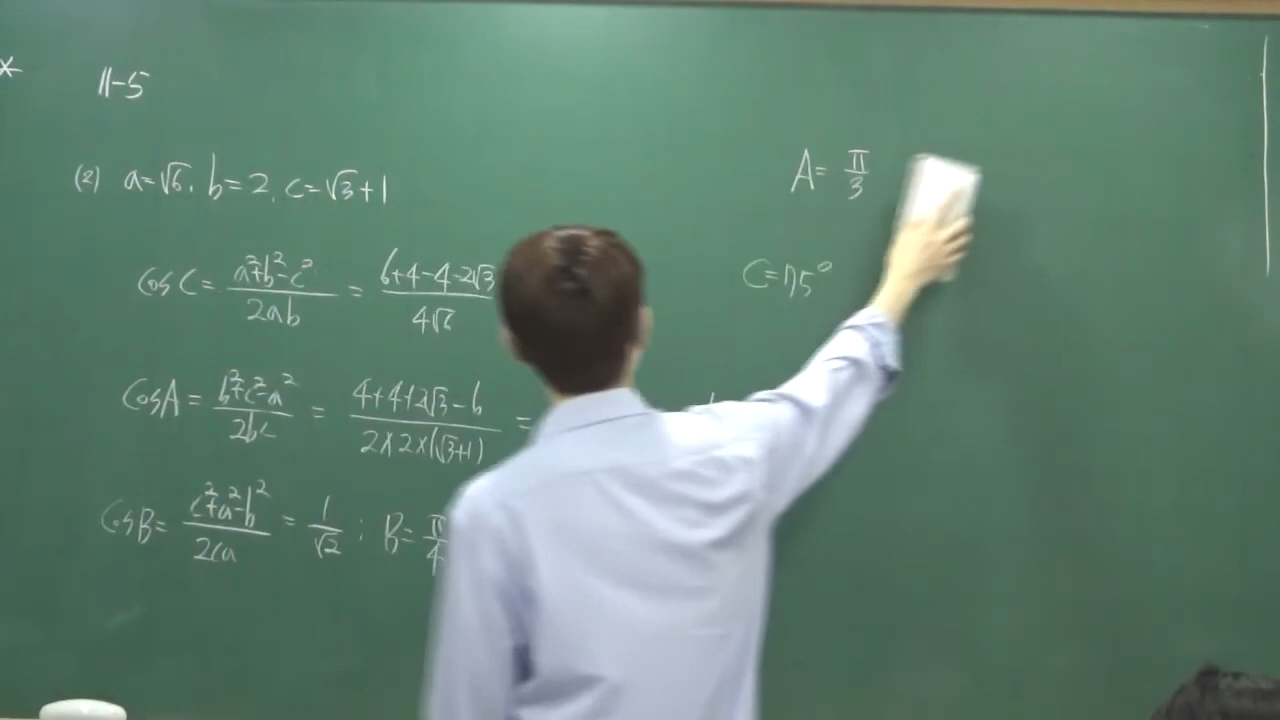 * 11-5
(2) a=√6, b=2, c=√3+1
A= π/3
cosC= (a²+b²-c²)/(2ab) = (6+4-4-2√3)/(4√6)
C=75°
cosA= (b²+c²-a²)/(2bc) = (4+4+2√3-6)/(2×2×(√3+1)) =
cosB= (c²+a²-b²)/(2ca) = 1/√2 ; B= π/4